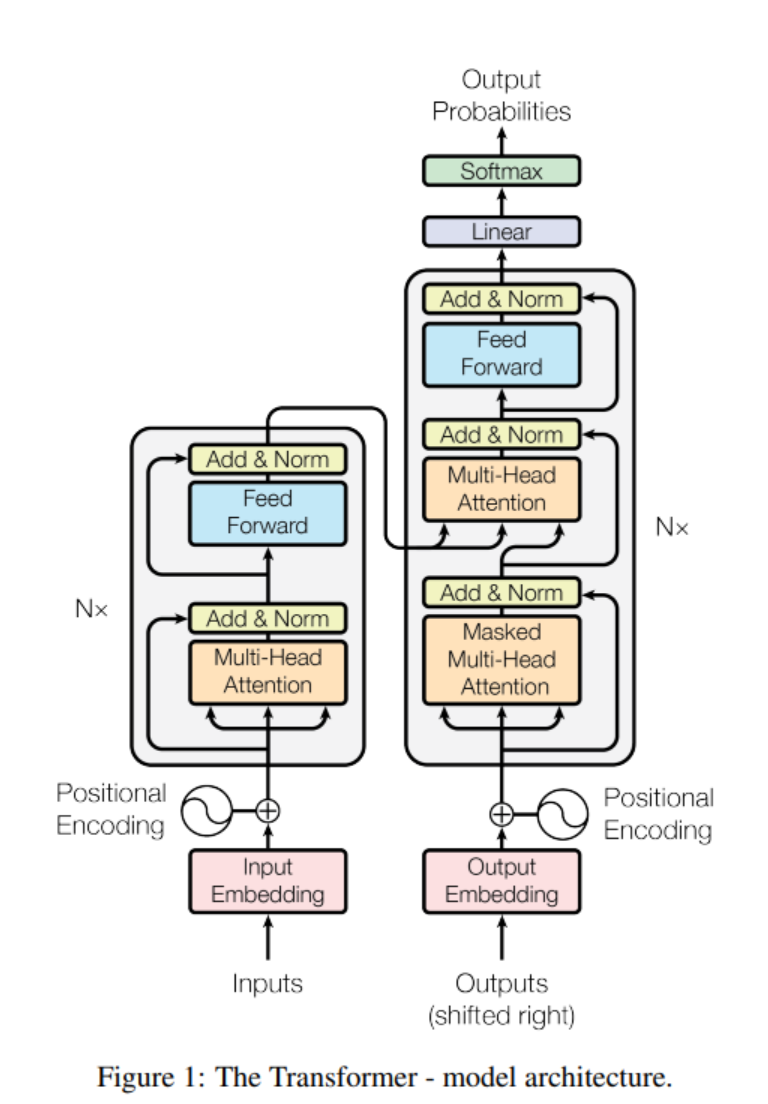 Output
Probabilities
Softmax
Linear
Add & Norm
Feed
Forward
Add & Norm
Multi-Head
Attention
Add & Norm
Masked
Multi-Head
Attention
N×
Add & Norm
Feed
Forward
Add & Norm
Multi-Head
Attention
N×
Positional
Encoding
Positional
Encoding
Input
Embedding
Output
Embedding
Inputs
Outputs
(shifted right)
Figure 1: The Transformer - model architecture.